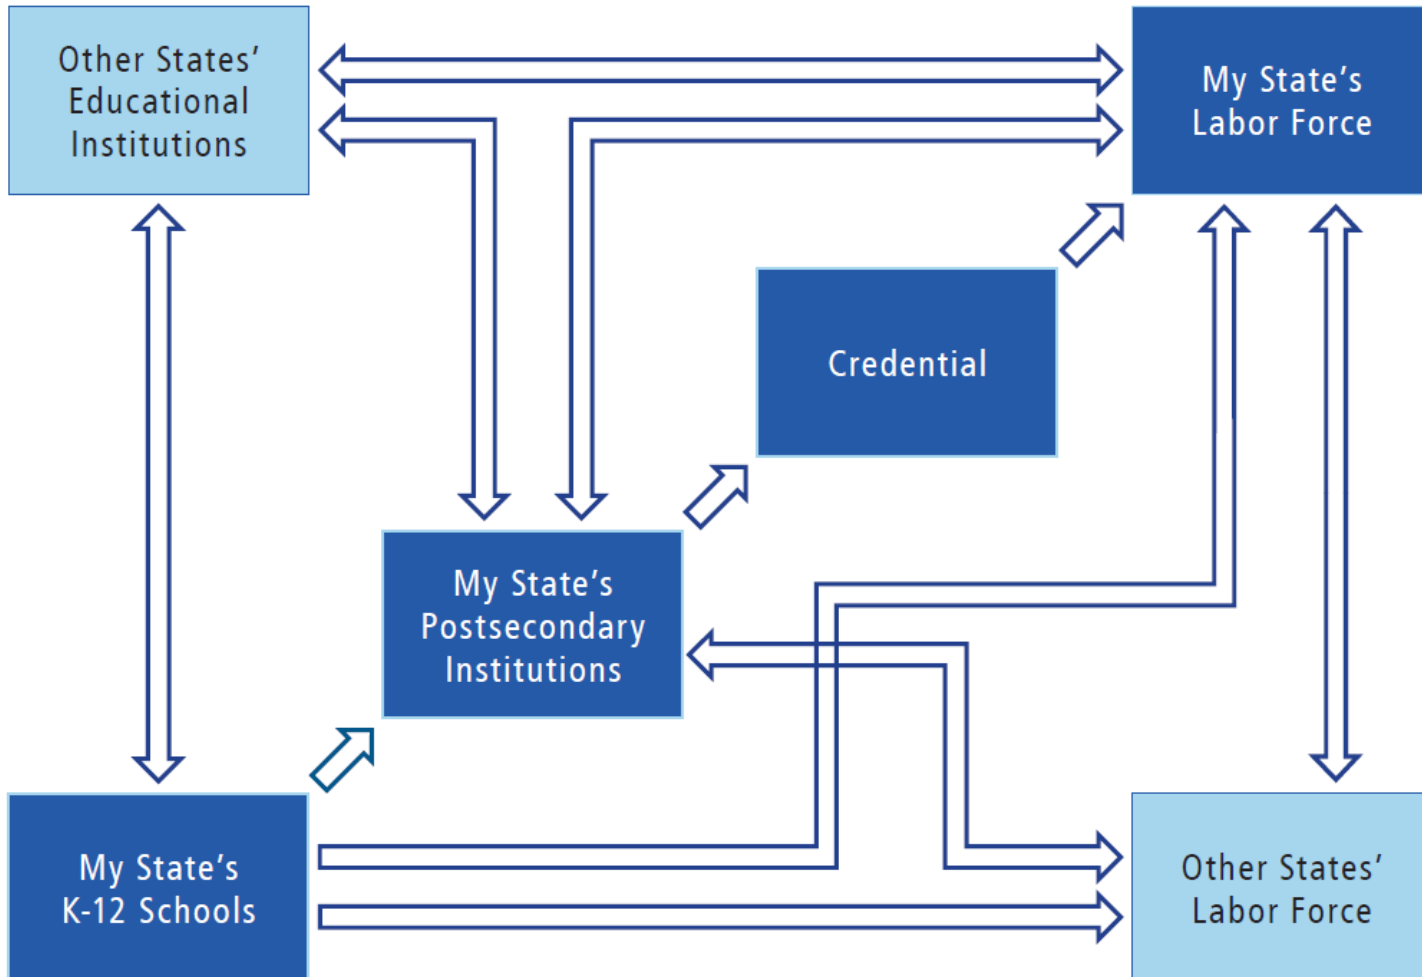 Other States’
Educational
Institutions
My State’s
Labor Force
Credential
My State’s
Postsecondary
Institutions
My State’s
K-12 Schools
Other States’
Labor Force